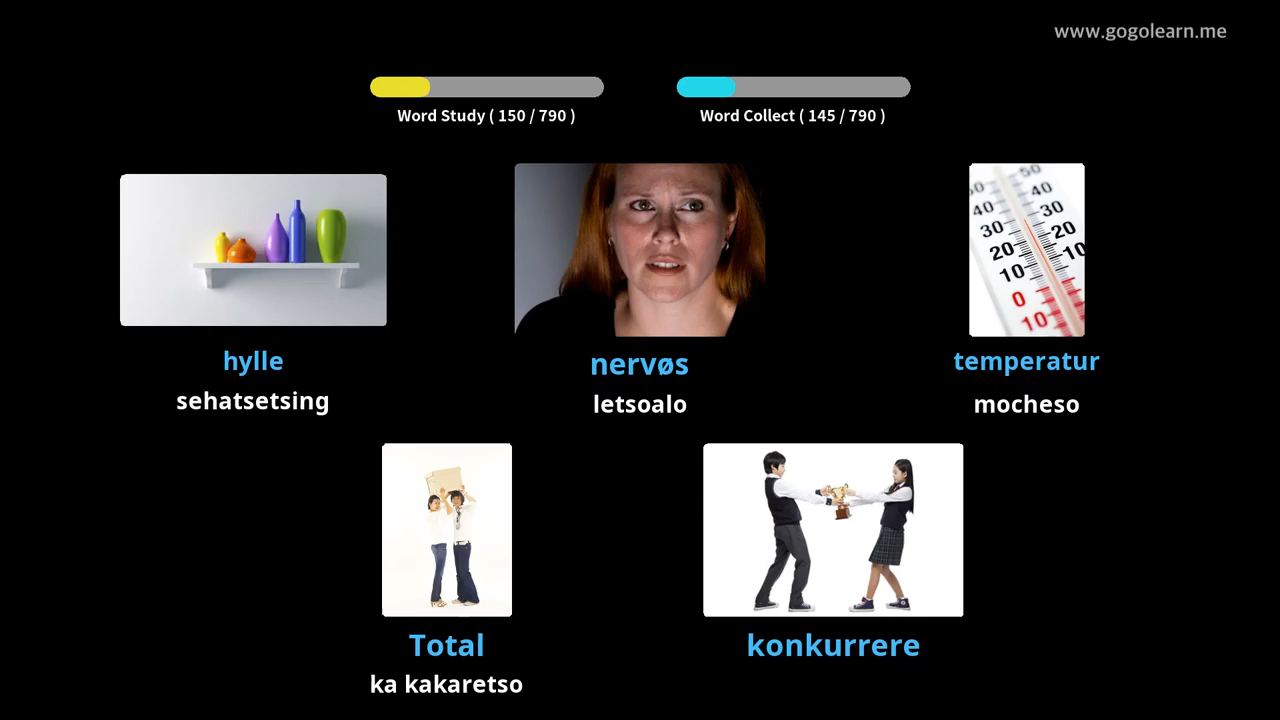 www.gogolearn.me
Word Study ( 150 / 790 )
Word Collect ( 145 / 790 )
hylle
sehatsetsing
nervøs
letsoalo
temperatur
mocheso
Total
ka kakaretso
konkurrere